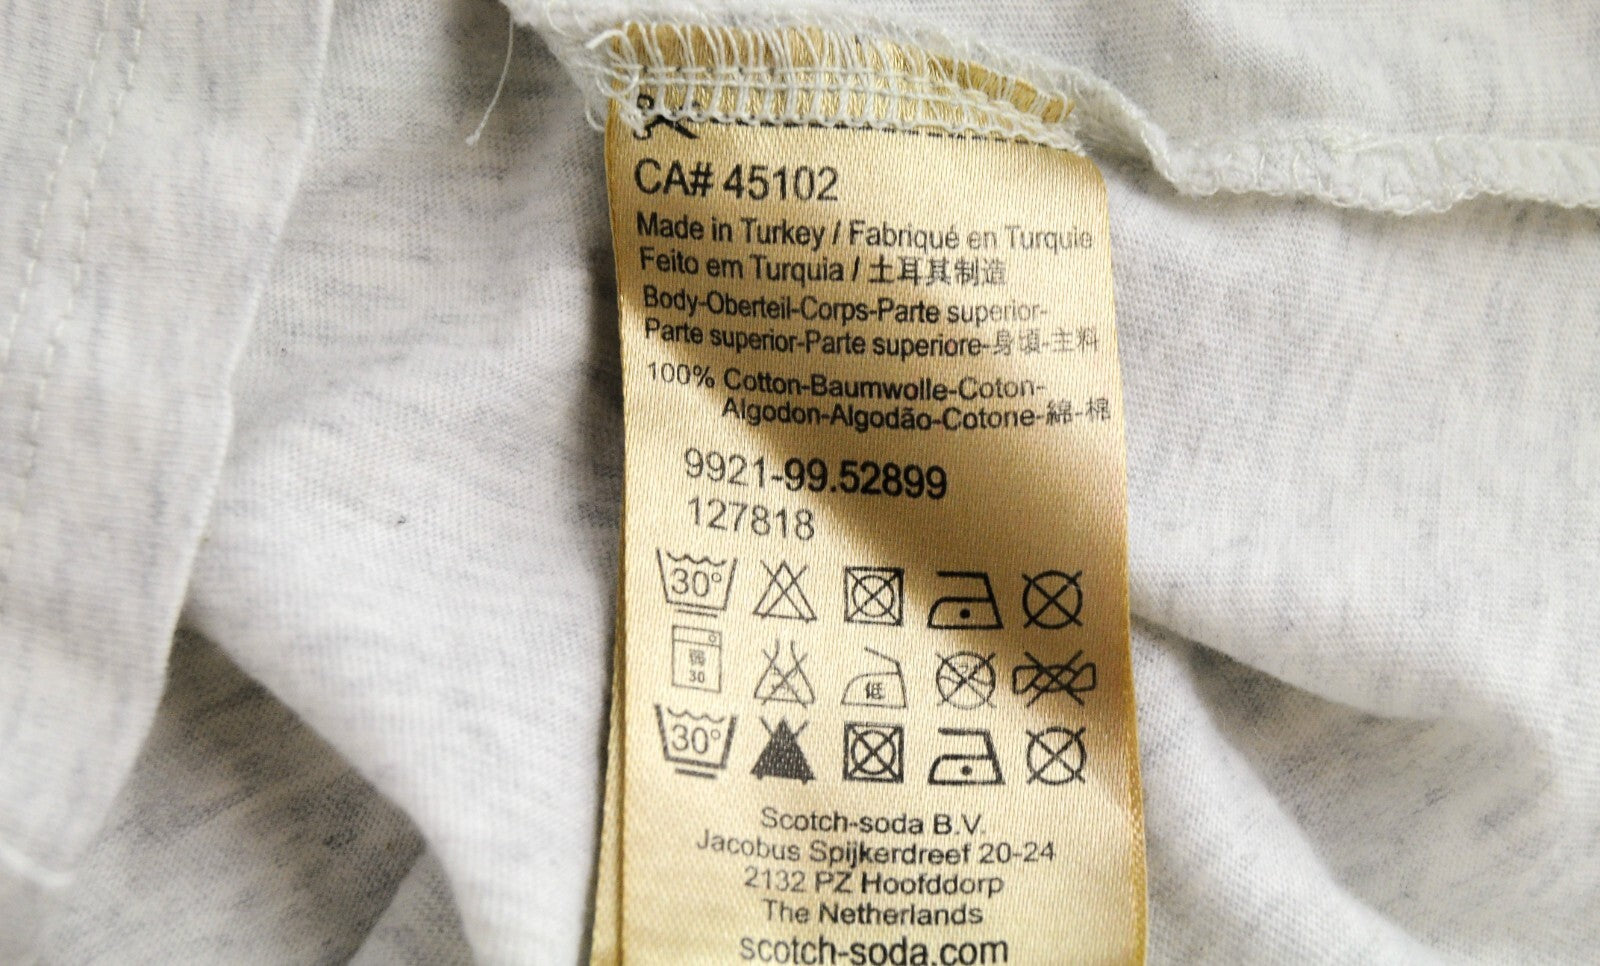 CA# 45102
Made in Turkey / Fabriqué en Turquie
Feito em Turquia / 土耳其制造
Body-Oberteil-Corps-Parte superior-
Parte superior-Parte superiore-身頃-主料
100% Cotton-Baumwolle-Coton-
Algodon-Algodão-Cotone-綿-棉
9921-99.52899
127818
30°
弱
30
低
30°
Scotch-soda B.V.
Jacobus Spijkerdreef 20-24
2132 PZ Hoofddorp
The Netherlands
scotch-soda.com